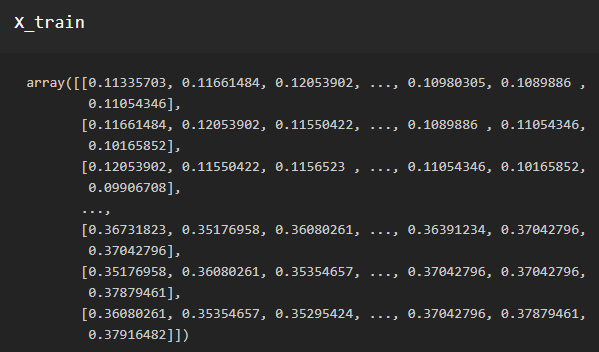 X_train
array([[0.11335703, 0.11661484, 0.12053902, ..., 0.10980305, 0.1089886 ,
0.11054346],
[0.11661484, 0.12053902, 0.11550422, ..., 0.1089886 , 0.11054346,
0.10165852],
[0.12053902, 0.11550422, 0.1156523 , ..., 0.11054346, 0.10165852,
0.09906708],
...,
[0.36731823, 0.35176958, 0.36080261, ..., 0.36391234, 0.37042796,
0.37042796],
[0.35176958, 0.36080261, 0.35354657, ..., 0.37042796, 0.37042796,
0.37879461],
[0.36080261, 0.35354657, 0.35295424, ..., 0.37042796, 0.37879461,
0.37916482]])